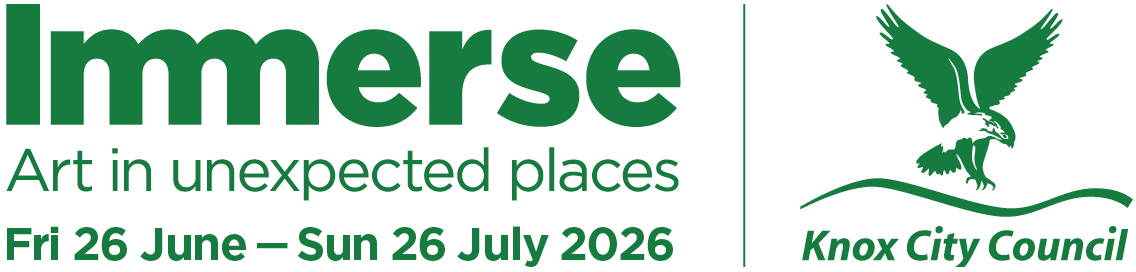 Immerse
Art in unexpected places
Fri 26 June — Sun 26 July 2026
Knox City Council